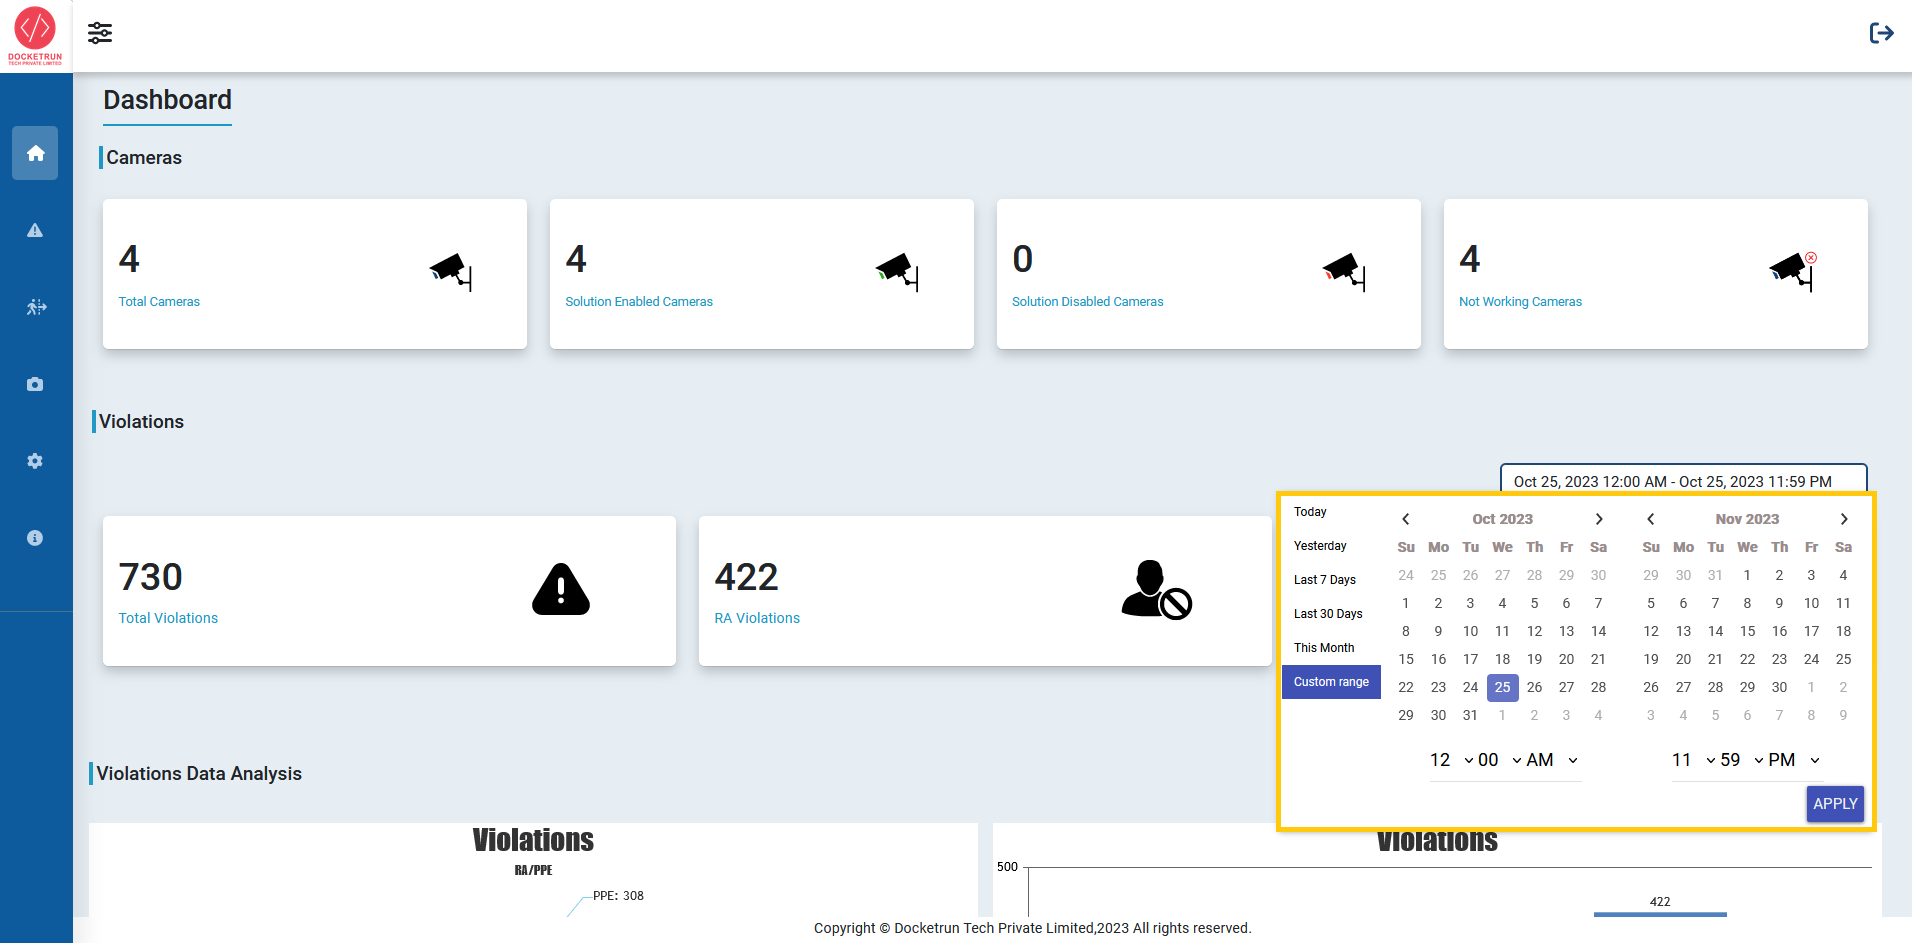 DOCKETRUN
TECH PRIVATE LIMITED
Dashboard
Cameras
4
Total Cameras
4
Solution Enabled Cameras
0
Solution Disabled Cameras
4
Not Working Cameras
Violations
Oct 25, 2023 12:00 AM - Oct 25, 2023 11:59 PM
730
Total Violations
422
RA Violations
Today
Yesterday
Last 7 Days
Last 30 Days
This Month
Custom range
Oct 2023
Su Mo Tu We Th Fr Sa
24 25 26 27 28 29 30
1 2 3 4 5 6 7
8 9 10 11 12 13 14
15 16 17 18 19 20 21
22 23 24 25 26 27 28
29 30 31 1 2 3 4
12 00 AM
Nov 2023
Su Mo Tu We Th Fr Sa
29 30 31 1 2 3 4
5 6 7 8 9 10 11
12 13 14 15 16 17 18
19 20 21 22 23 24 25
26 27 28 29 30 1 2
3 4 5 6 7 8 9
11 59 PM
APPLY
Violations Data Analysis
Violations
RA/PPE
PPE: 308
Violations
500
422
Copyright © Docketrun Tech Private Limited,2023 All rights reserved.